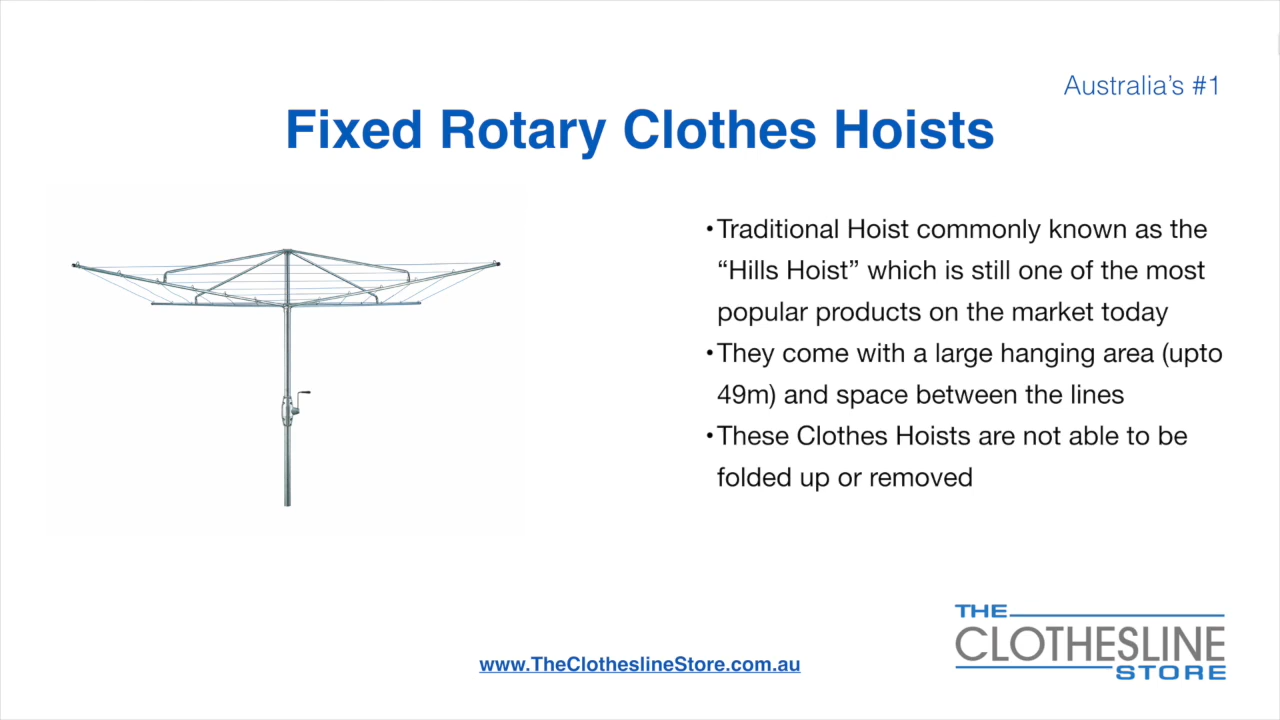 Australia's #1
Fixed Rotary Clothes Hoists
•Traditional Hoist commonly known as the
“Hills Hoist” which is still one of the most
popular products on the market today
•They come with a large hanging area (upto
49m) and space between the lines
•These Clothes Hoists are not able to be
folded up or removed
THE
CLOTHESLINE
STORE
www.TheClotheslineStore.com.au